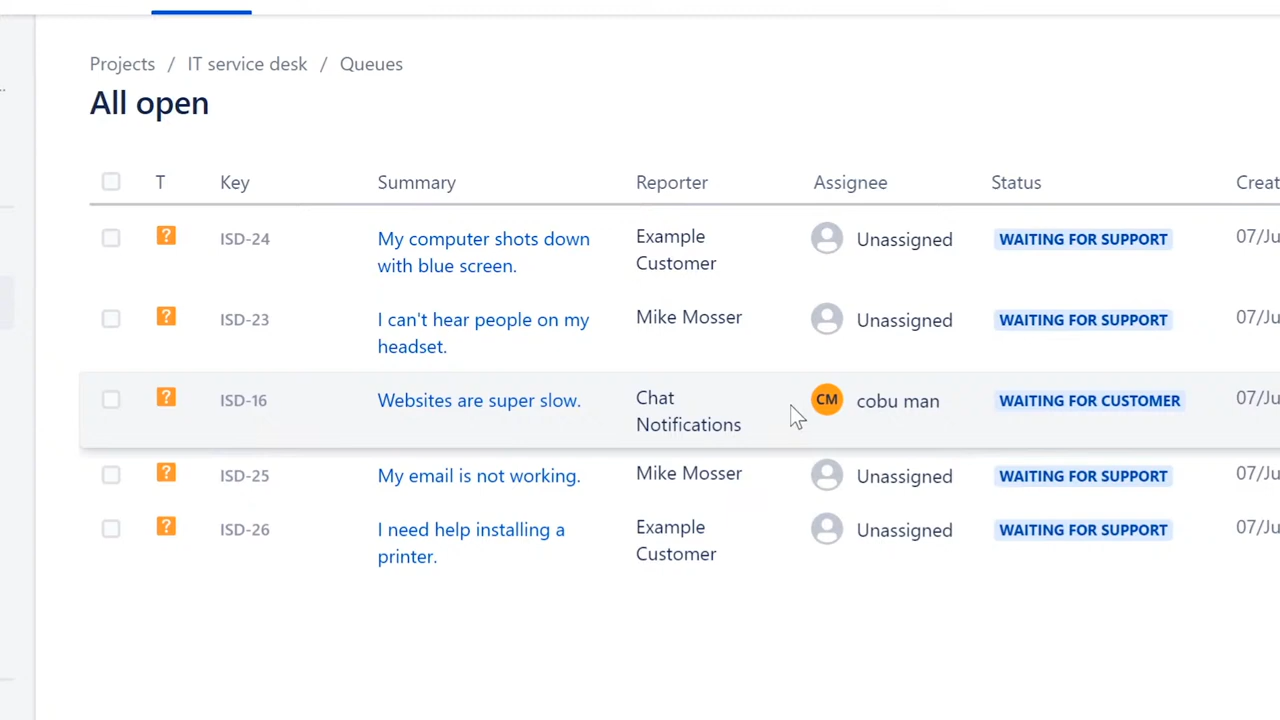 Projects / IT service desk / Queues
All open
T Key Summary Reporter Assignee Status Creat
? ISD-24 My computer shots down with blue screen. Example Customer Unassigned WAITING FOR SUPPORT 07/Ju
? ISD-23 I can't hear people on my headset. Mike Mosser Unassigned WAITING FOR SUPPORT 07/Ju
? ISD-16 Websites are super slow. Chat Notifications CM cobu man WAITING FOR CUSTOMER 07/Ju
? ISD-25 My email is not working. Mike Mosser Unassigned WAITING FOR SUPPORT 07/Ju
? ISD-26 I need help installing a printer. Example Customer Unassigned WAITING FOR SUPPORT 07/Ju